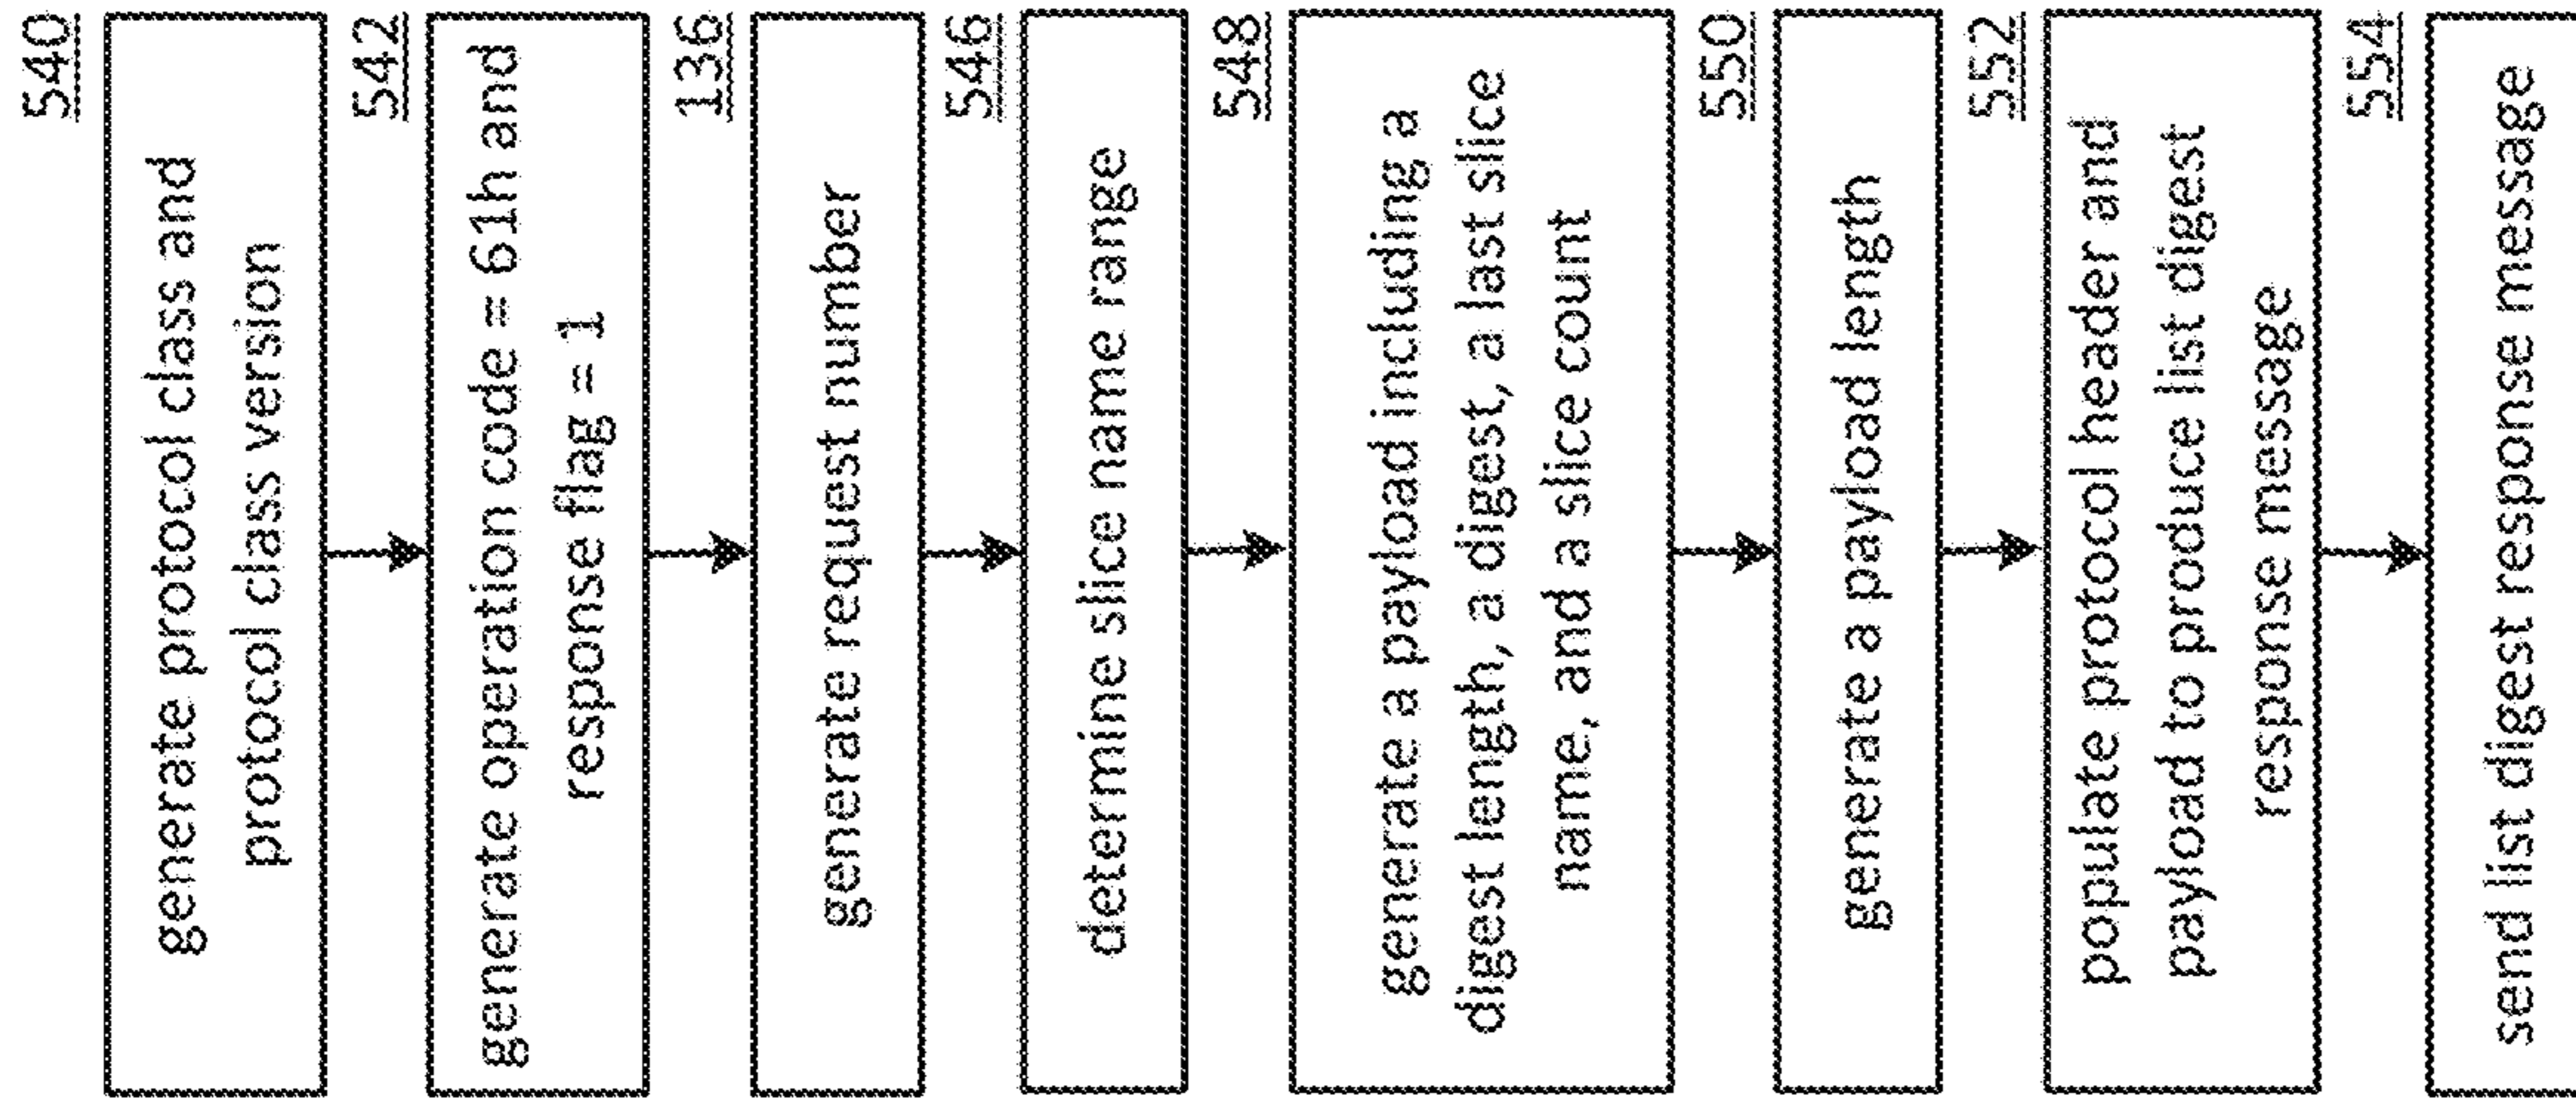 540
generate protocol class and
protocol class version
542
generate operation code = 61h and
response flag = 1
136
generate request number
546
determine slice name range
548
generate a payload including a
digest length, a digest, a last slice
name, and a slice count
550
generate a payload length
552
populate protocol header and
payload to produce list digest
response message
554
send list digest response message